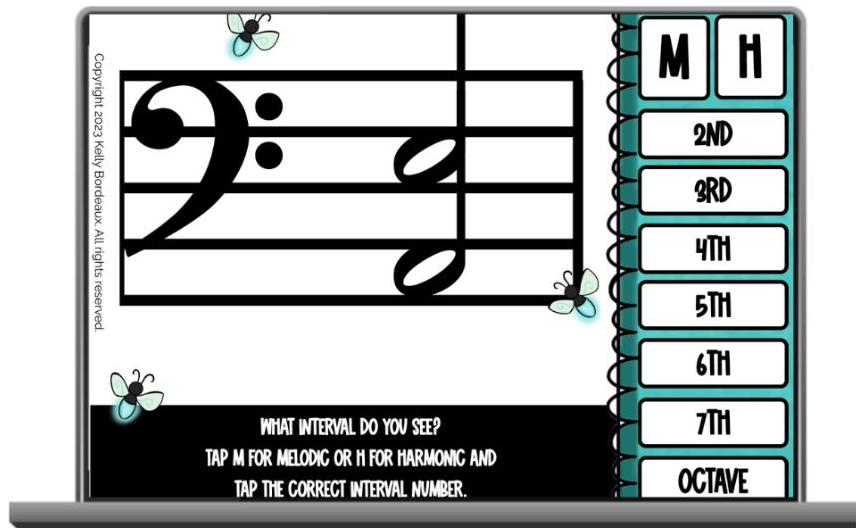 Copyright 2023 Kelly Bordeaux. All rights reserved.
M H
2ND
3RD
4TH
5TH
6TH
7TH
OCTAVE
WHAT INTERVAL DO YOU SEE?
TAP M FOR MELODIC OR H FOR HARMONIC AND
TAP THE CORRECT INTERVAL NUMBER.